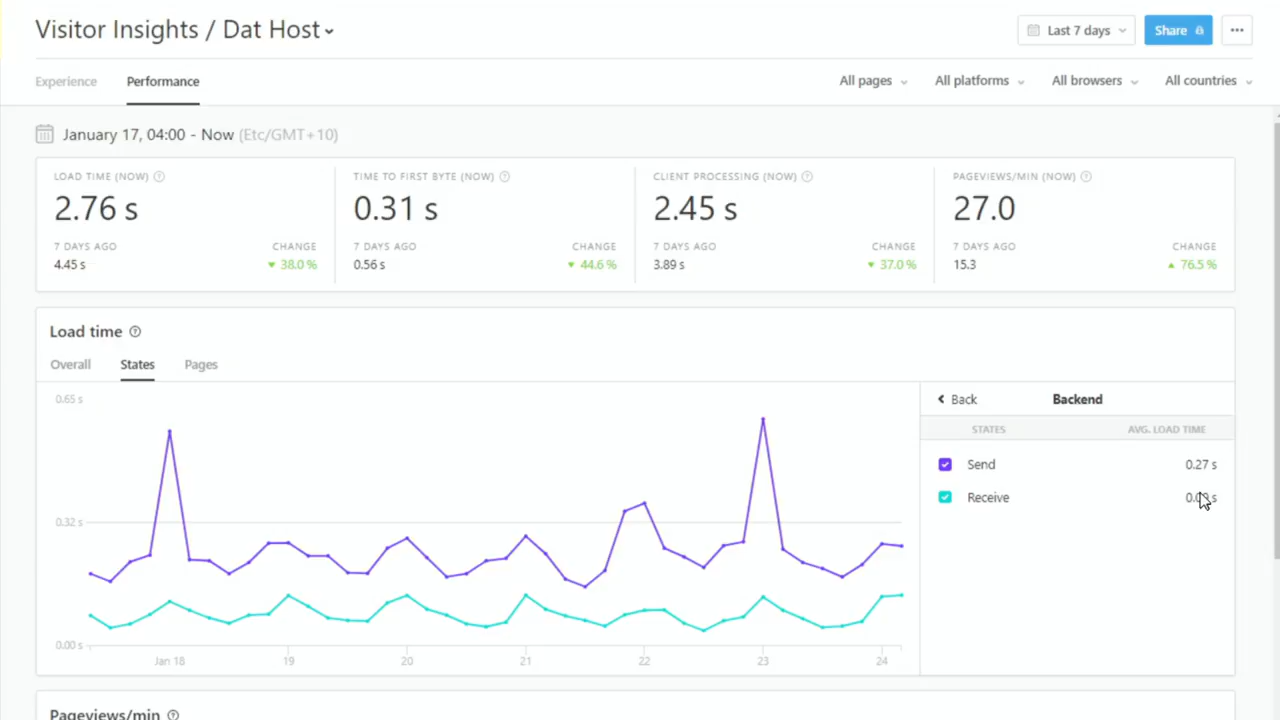 Visitor Insights / Dat Host
Last 7 days
Share
Experience
Performance
All pages
All platforms
All browsers
All countries
January 17, 04:00 - Now (Etc/GMT+10)
LOAD TIME (NOW)
2.76 s
7 DAYS AGO
CHANGE
4.45 s
38.0 %
TIME TO FIRST BYTE (NOW)
0.31 s
7 DAYS AGO
CHANGE
0.56 s
44.6 %
CLIENT PROCESSING (NOW)
2.45 s
7 DAYS AGO
CHANGE
3.89 s
37.0 %
PAGEVIEWS/MIN (NOW)
27.0
7 DAYS AGO
CHANGE
15.3
76.5 %
Load time
Overall
States
Pages
0.65 s
0.32 s
0.00 s
Jan 18
19
20
21
22
23
24
Back
Backend
STATES
AVG. LOAD TIME
Send
0.27 s
Receive
Pageviews/min